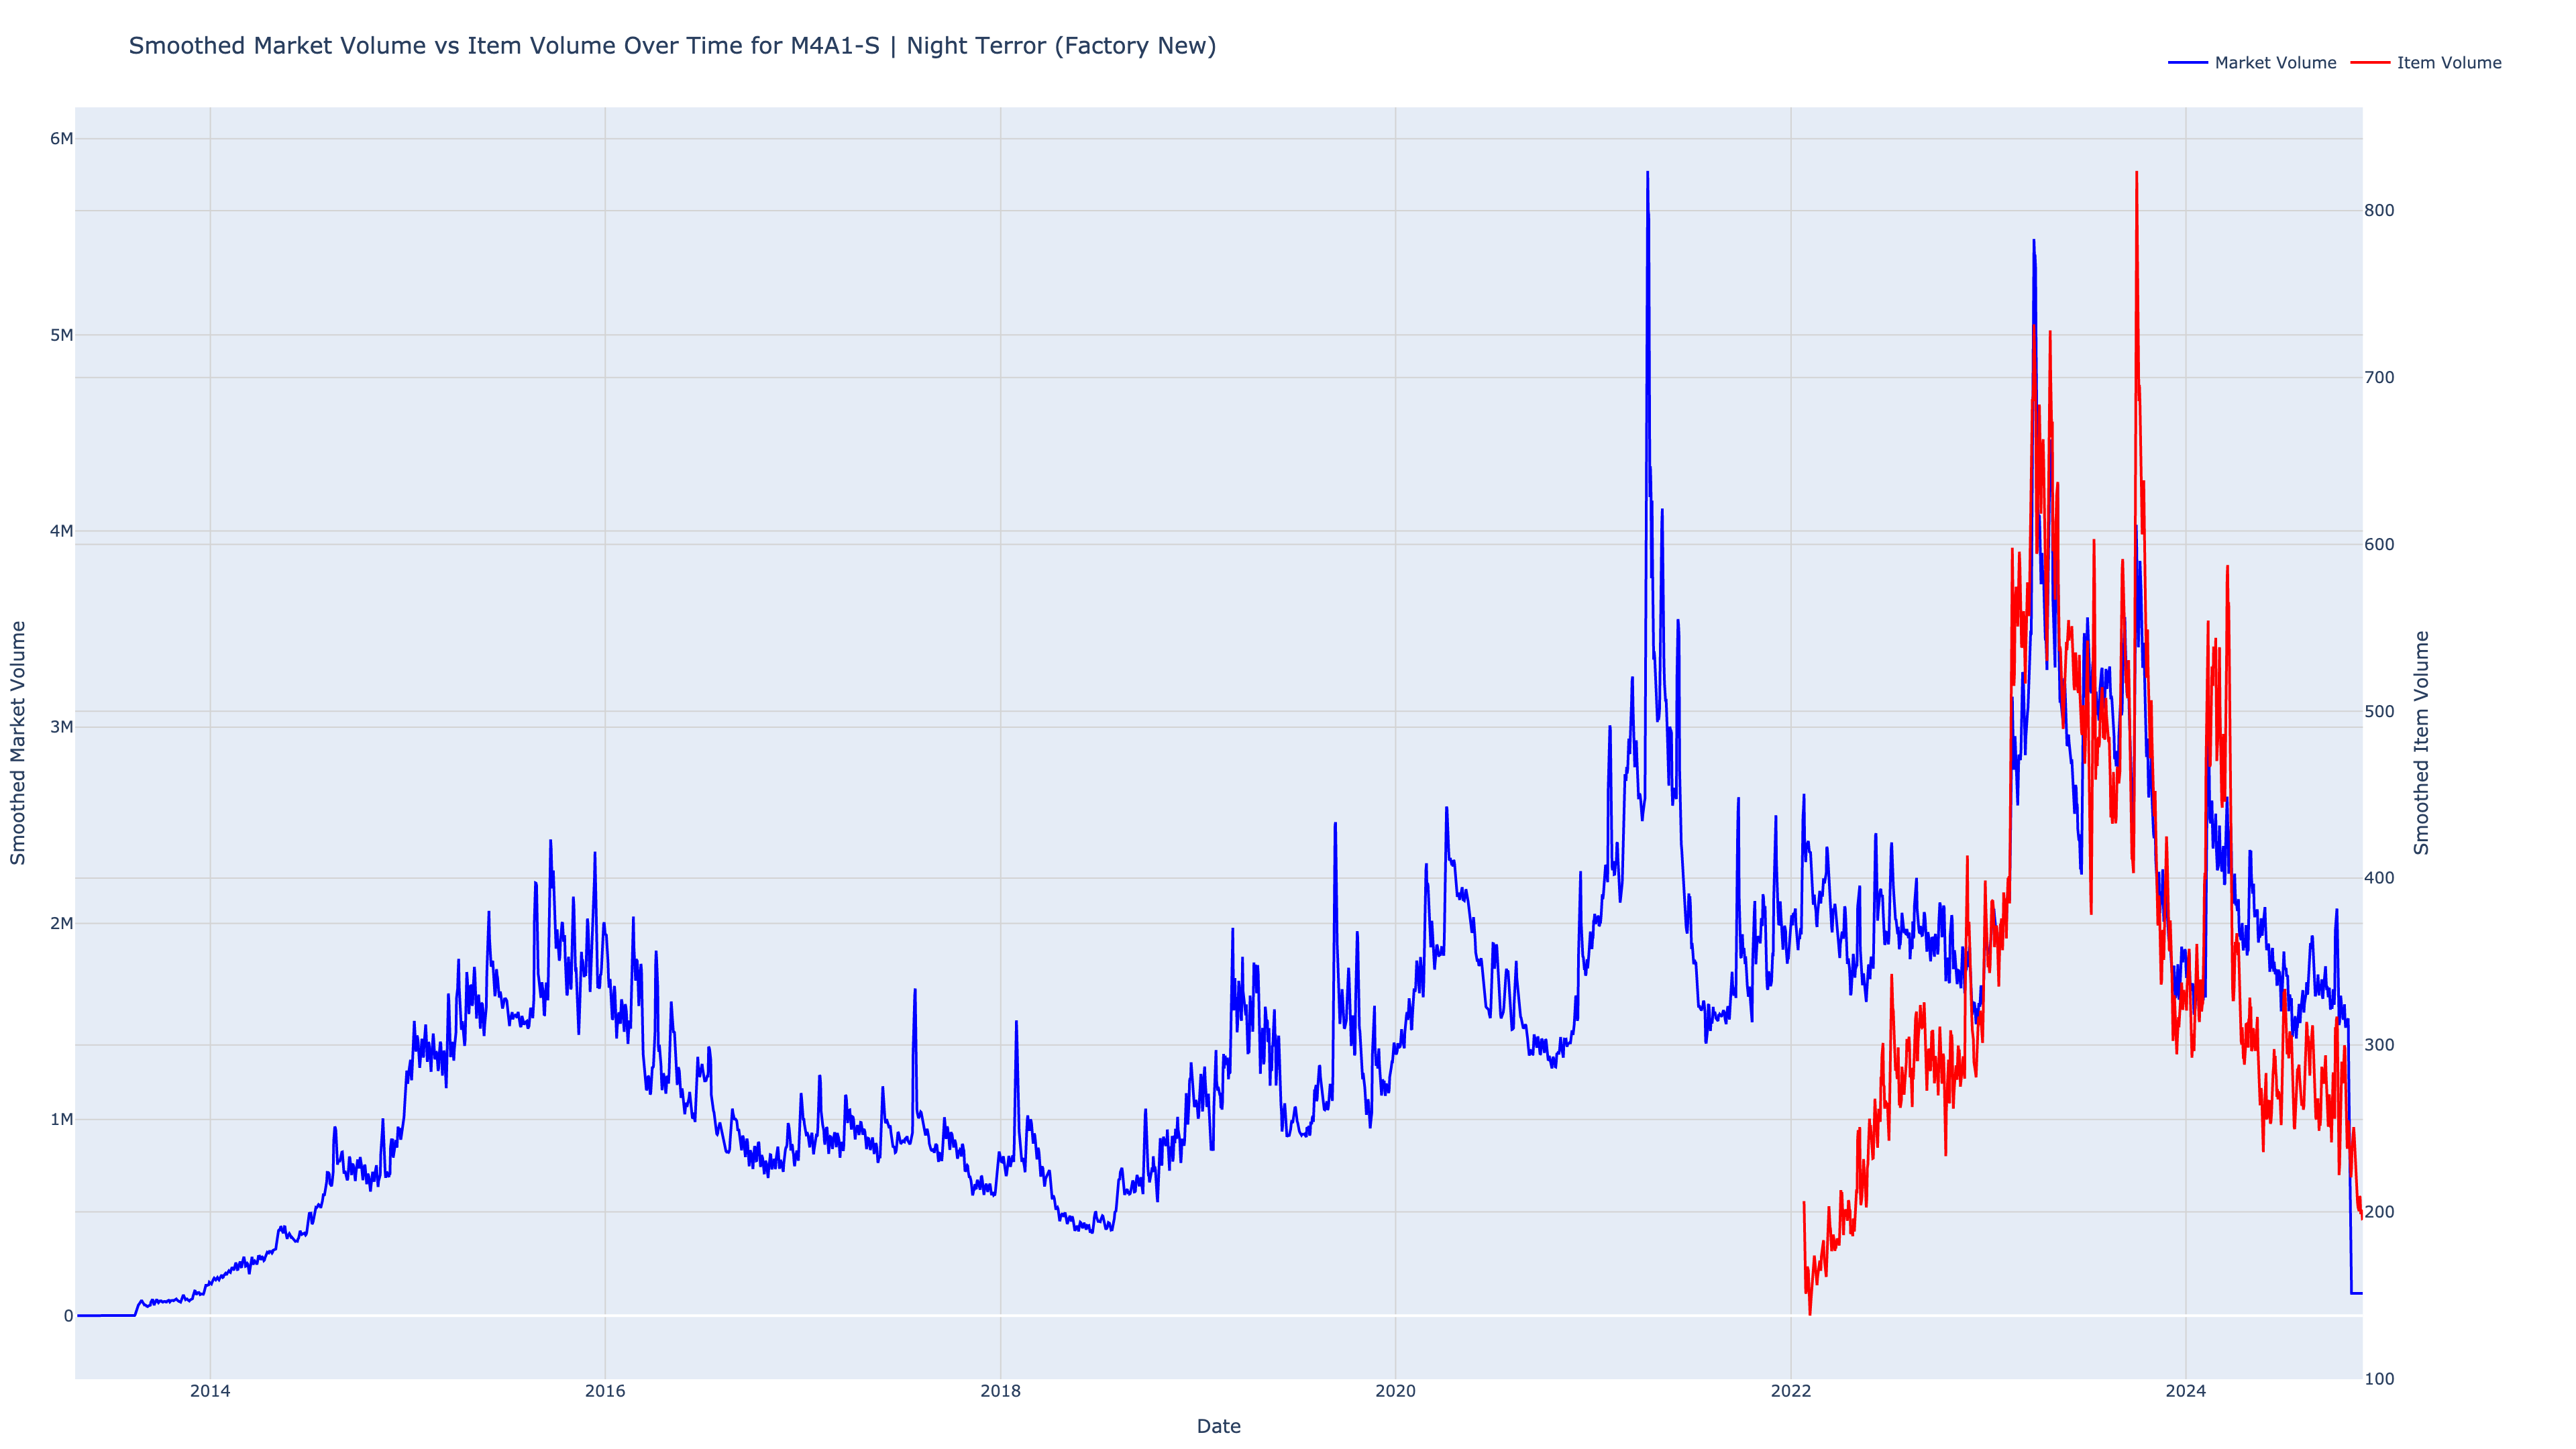 Smoothed Market Volume vs Item Volume Over Time for M4A1-S | Night Terror (Factory New)
Market Volume
Item Volume
6M
5M
4M
3M
2M
1M
0
Smoothed Market Volume
800
700
600
500
400
300
200
100
Smoothed Item Volume
2014
2016
2018
2020
2022
2024
Date